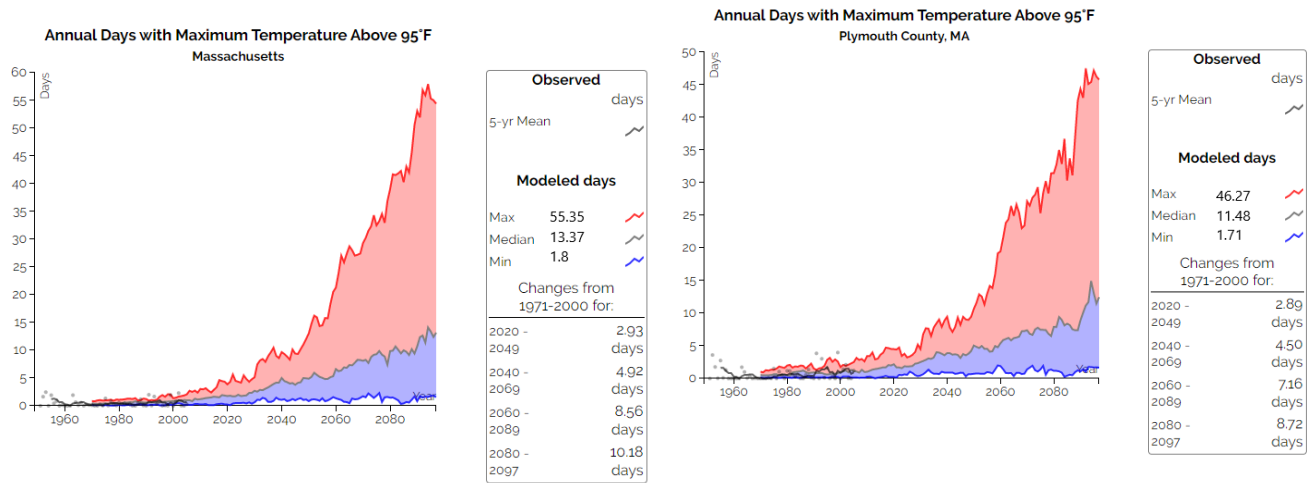 Annual Days with Maximum Temperature Above 95°F
Massachusetts
Days
60
55
50
45
40
35
30
25
20
15
10
5
0
1960 1980 2000 2020 2040 2060 2080
Year
Observed
days
5-yr Mean
Modeled days
Max 55.35
Median 13.37
Min 1.8
Changes from
1971-2000 for:
2020 - 2.93
2049 days
2040 - 4.92
2069 days
2060 - 8.56
2089 days
2080 - 10.18
2097 days
Annual Days with Maximum Temperature Above 95°F
Plymouth County, MA
Days
50
45
40
35
30
25
20
15
10
5
0
1960 1980 2000 2020 2040 2060 2080
Year
Observed
days
5-yr Mean
Modeled days
Max 46.27
Median 11.48
Min 1.71
Changes from
1971-2000 for:
2020 - 2.89
2049 days
2040 - 4.50
2069 days
2060 - 7.16
2089 days
2080 - 8.72
2097 days